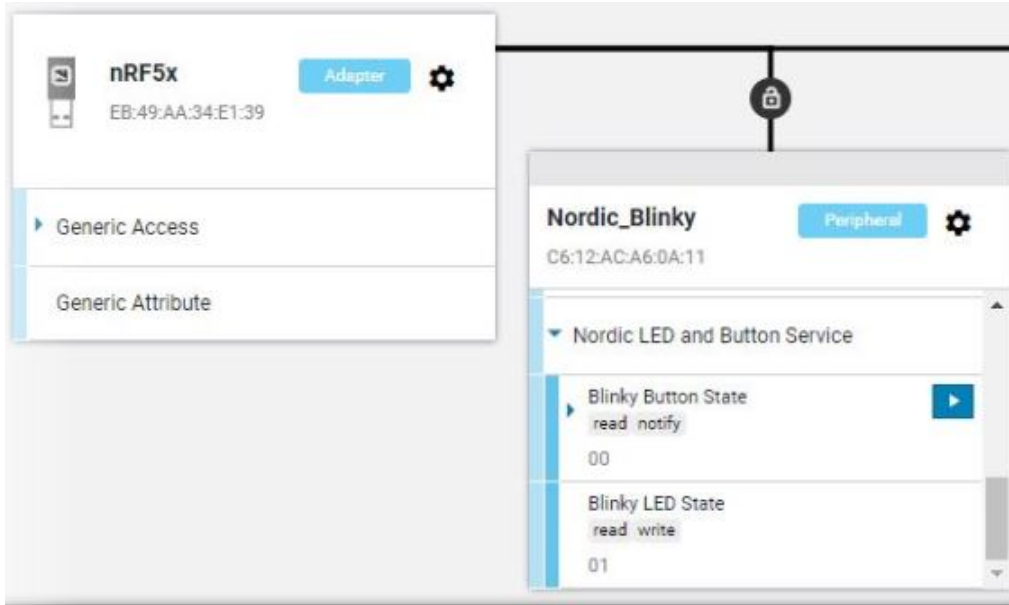 nRF5x
Adapter
EB:49:AA:34:E1:39
Generic Access
Generic Attribute
Nordic_Blinky
Peripheral
C6:12:AC:A6:0A:11
Nordic LED and Button Service
Blinky Button State
read notify
00
Blinky LED State
read write
01